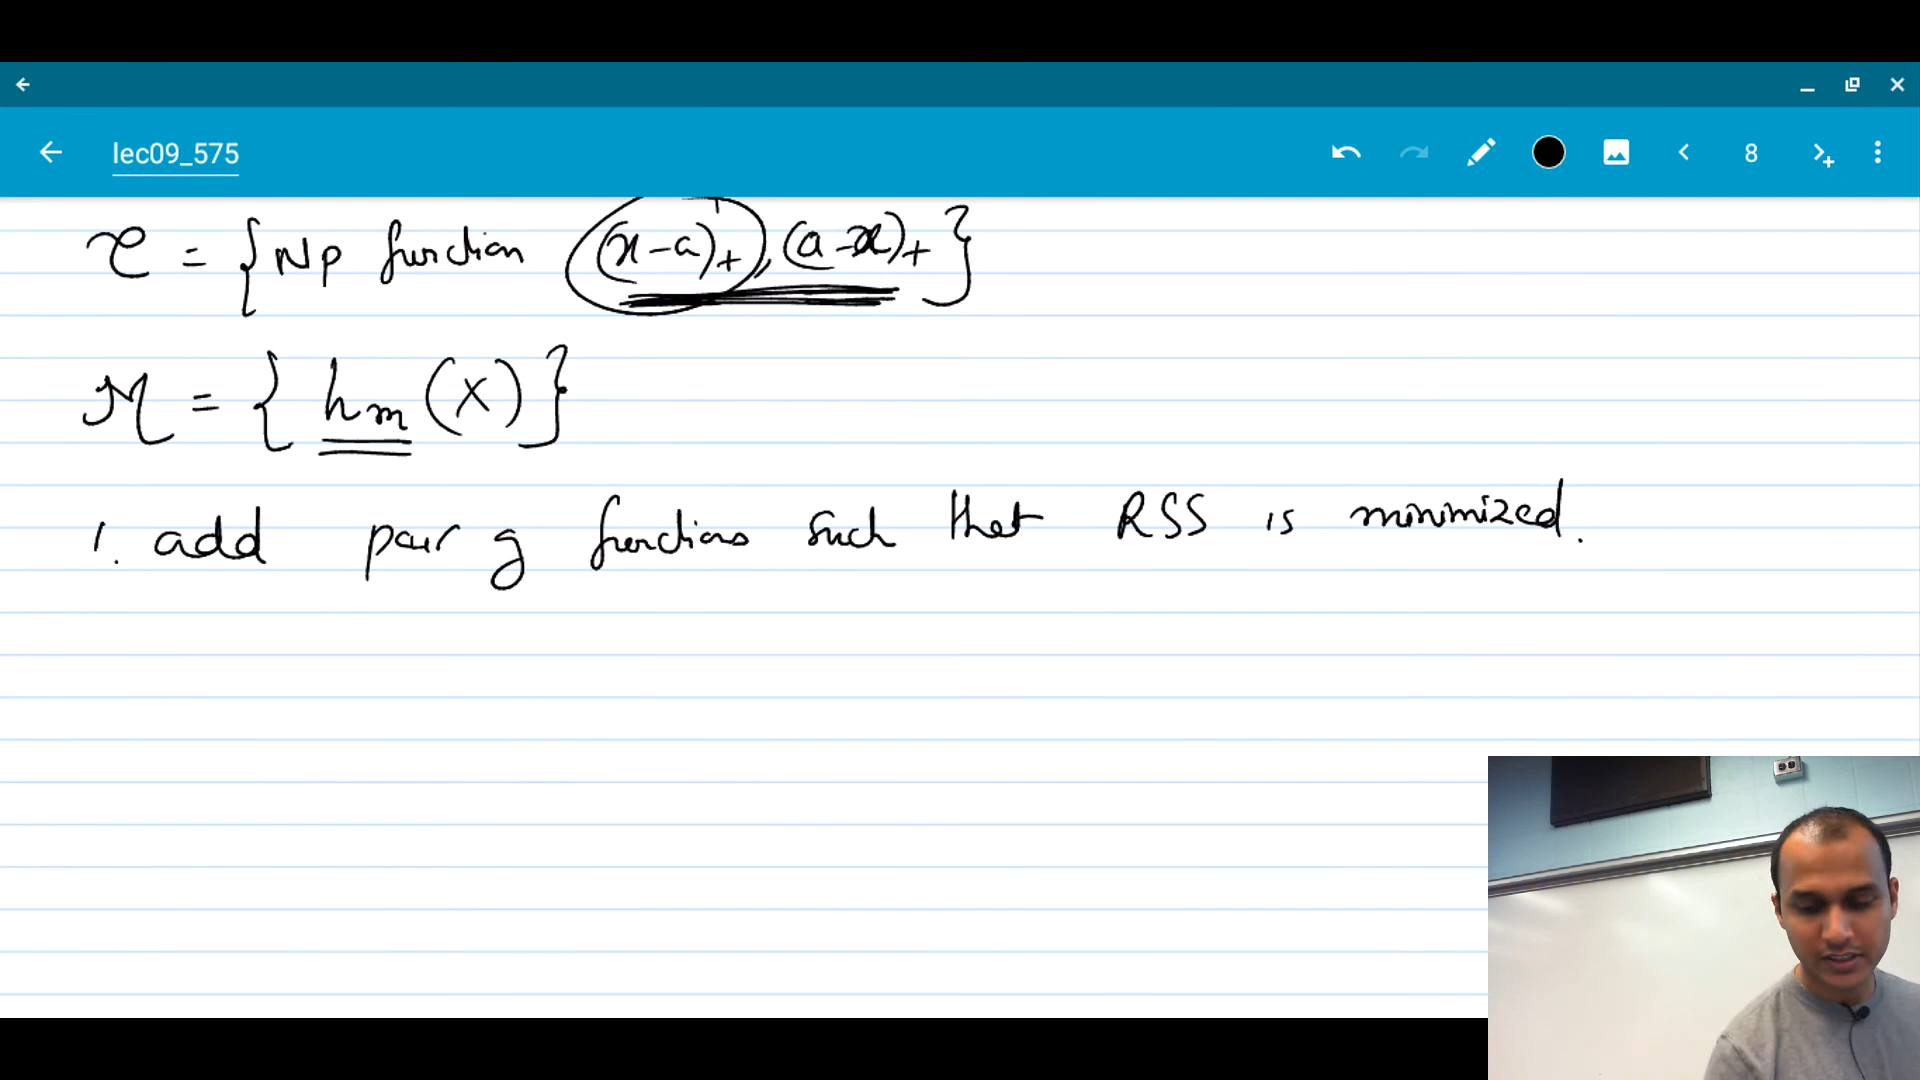 lec09_575
8
𝒞 = { Np function (x-a)+, (a-x)+ }
ℳ = { hm (X) }
1. add pair of functions such that RSS is minimized.